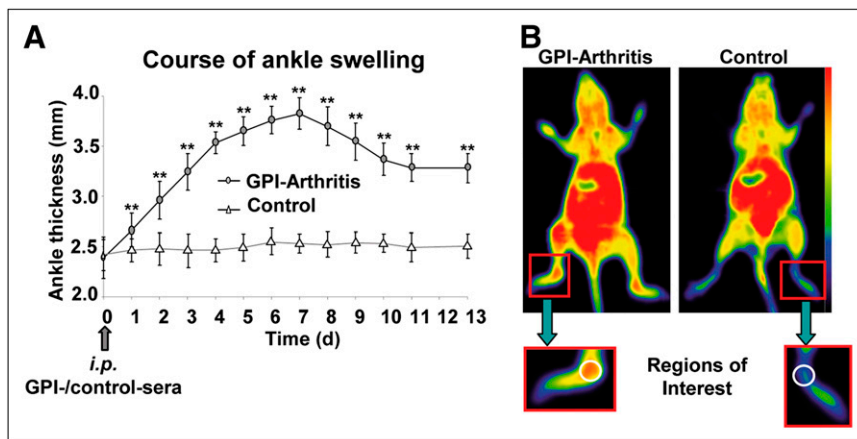 A
Course of ankle swelling
Ankle thickness (mm)
4.0
3.5
3.0
2.5
2.0
** ** ** ** ** ** ** ** ** ** ** **
GPI-Arthritis
Control
0 1 2 3 4 5 6 7 8 9 10 11 12 13
Time (d)
i.p.
GPI-/control-sera
B
GPI-Arthritis
Control
Regions of
Interest